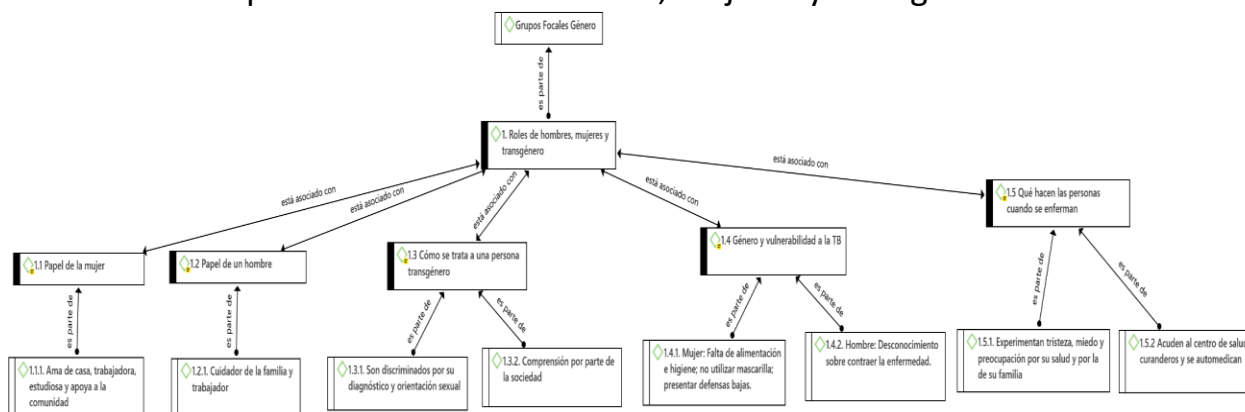 Grupos Focales Género
es parte de
1. Roles de hombres, mujeres y
transgénero
está asociado con
está asociado con
está asociado con
está asociado con
está asociado con
1.1 Papel de la mujer
1.2 Papel de un hombre
1.3 Cómo se trata a una persona
transgénero
1.4 Género y vulnerabilidad a la TB
1.5 Qué hacen las personas
cuando se enferman
es parte de
es parte de
es parte de
es parte de
es parte de
es parte de
es parte de
es parte de
1.1.1. Ama de casa, trabajadora,
estudiosa y apoya a la
comunidad
1.2.1. Cuidador de la familia y
trabajador
1.3.1. Son discriminados por su
diagnóstico y orientación sexual
1.3.2. Comprensión por parte de
la sociedad
1.4.1. Mujer: Falta de alimentación
e higiene; no utilizar mascarilla;
presentar defensas bajas.
1.4.2. Hombre: Desconocimiento
sobre contraer la enfermedad.
1.5.1. Experimentan tristeza, miedo y
preocupación por su salud y por la
de su familia
1.5.2 Acuden al centro de salud
curanderos y se automedican